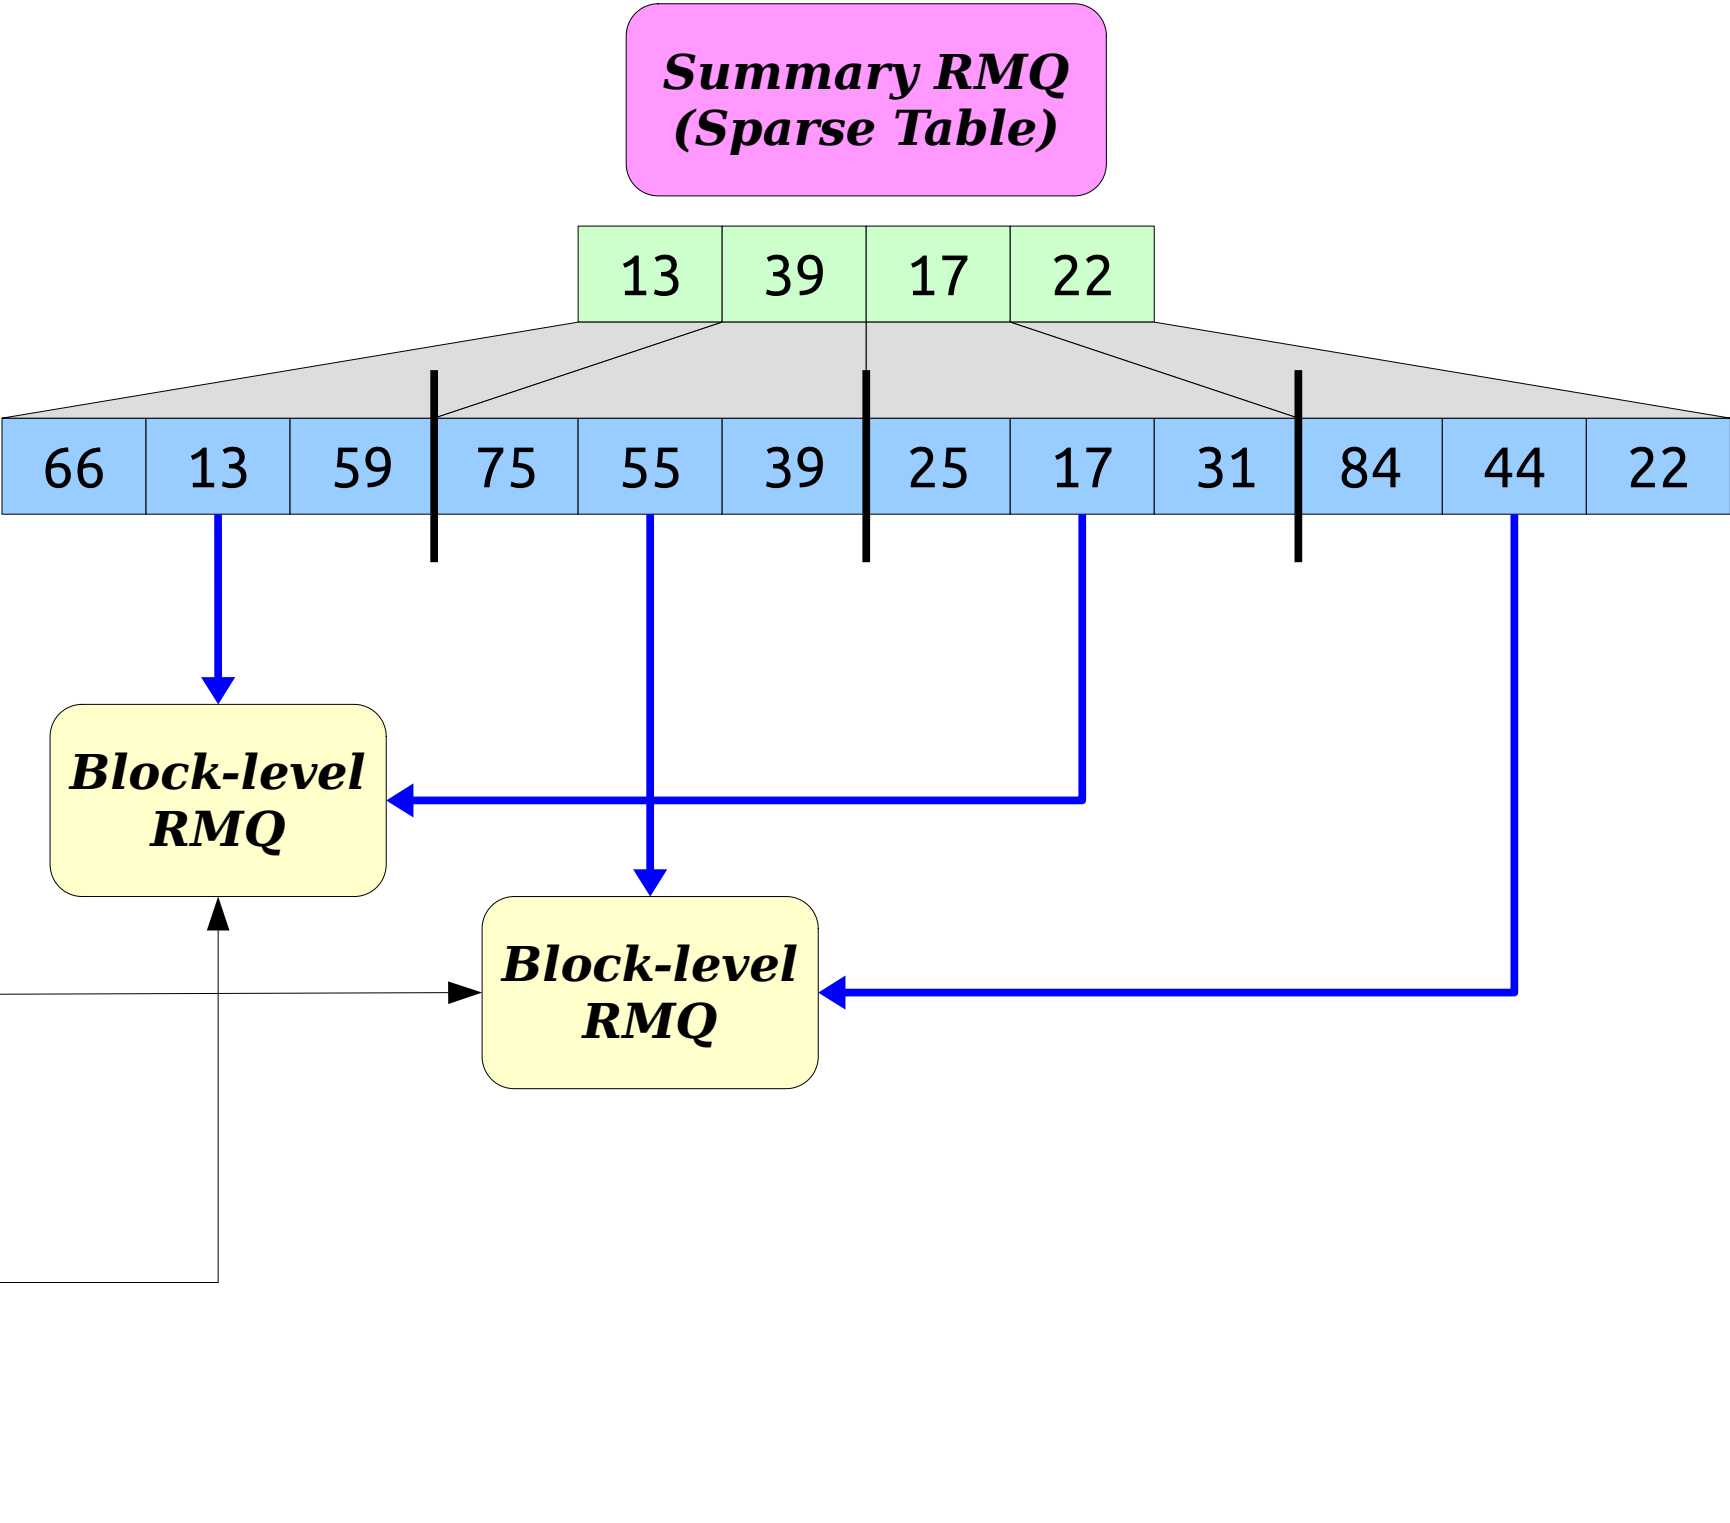 Summary RMQ
(Sparse Table)
13 39 17 22
66 13 59 75 55 39 25 17 31 84 44 22
Block-level
RMQ
Block-level
RMQ